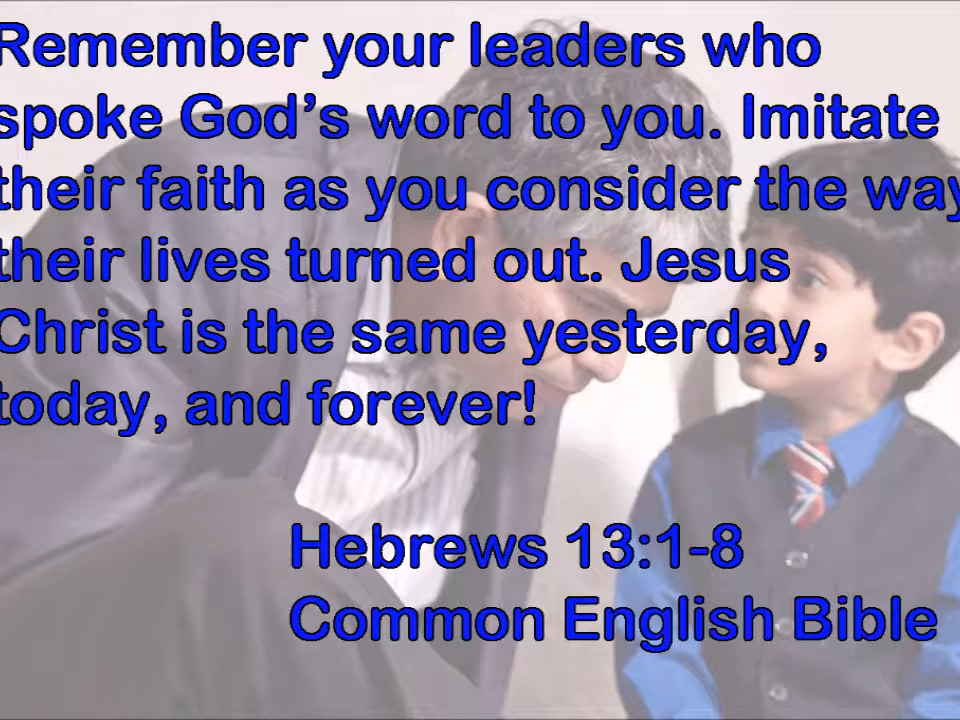 Remember your leaders who
spoke God’s word to you. Imitate
their faith as you consider the way
their lives turned out. Jesus
Christ is the same yesterday,
today, and forever!
Hebrews 13:1-8
Common English Bible